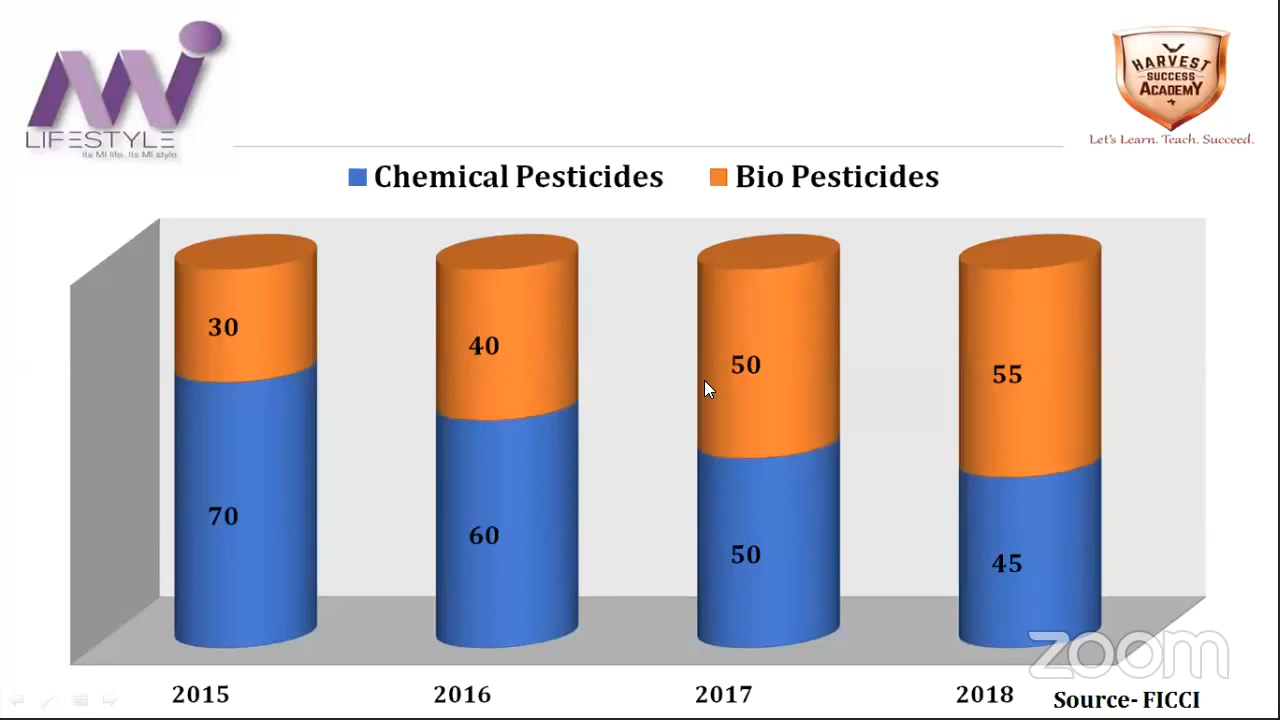 LIFESTYLE
Its MI life. Its MI style
HARVEST
SUCCESS
ACADEMY
Let's Learn. Teach. Succeed.
Chemical Pesticides Bio Pesticides
30 40 50 55
70 60 50 45
2015 2016 2017 2018
zoom
Source- FICCI